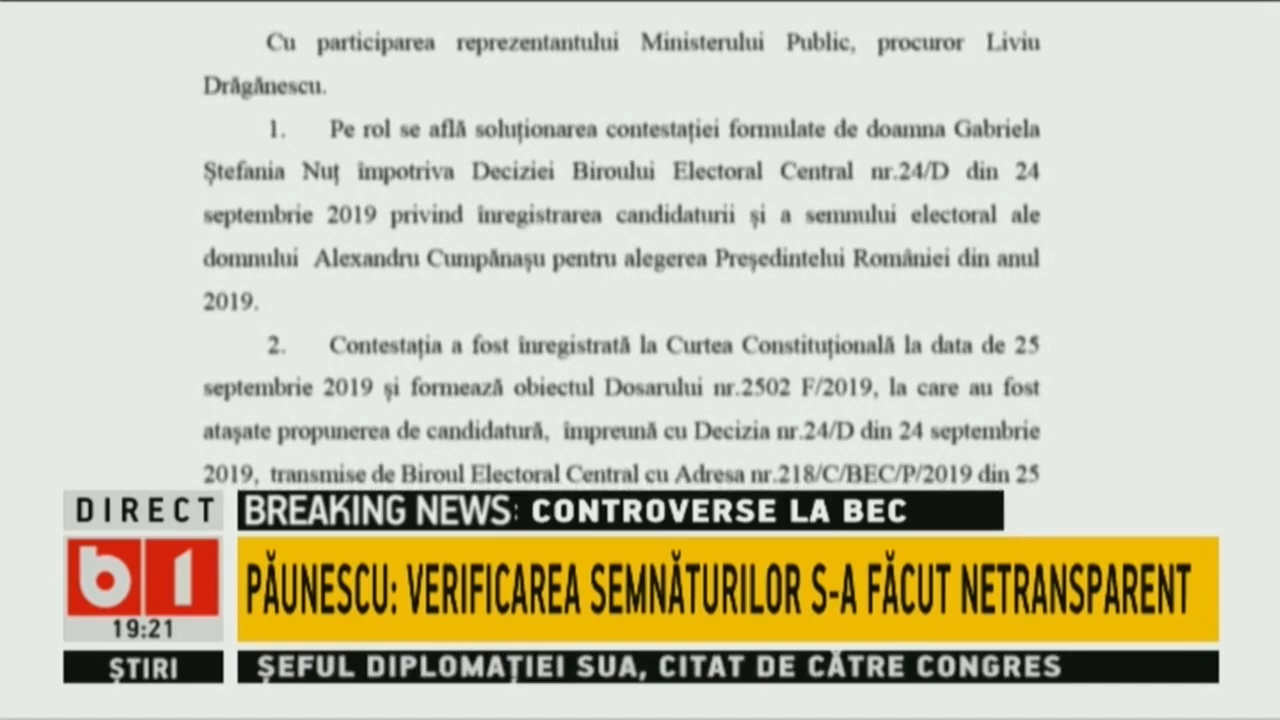 Cu participarea reprezentantului Ministerului Public, procuror Liviu
Drăgănescu.
1. Pe rol se află soluționarea contestației formulate de doamna Gabriela
Ștefania Nuț împotriva Deciziei Biroului Electoral Central nr.24/D din 24
septembrie 2019 privind înregistrarea candidaturii și a semnului electoral ale
domnului Alexandru Cumpănașu pentru alegerea Președintelui României din anul
2019.
2. Contestația a fost înregistrată la Curtea Constituțională la data de 25
septembrie 2019 și formează obiectul Dosarului nr.2502 F/2019, la care au fost
atașate propunerea de candidatură, împreună cu Decizia nr.24/D din 24 septembrie
2019, transmise de Biroul Electoral Central cu Adresa nr.218/C/BEC/P/2019 din 25
DIRECT BREAKING NEWS: CONTROVERSE LA BEC
b1 PĂUNESCU: VERIFICAREA SEMNĂTURILOR S-A FĂCUT NETRANSPARENT
19:21
ȘTIRI ȘEFUL DIPLOMAȚIEI SUA, CITAT DE CĂTRE CONGRES